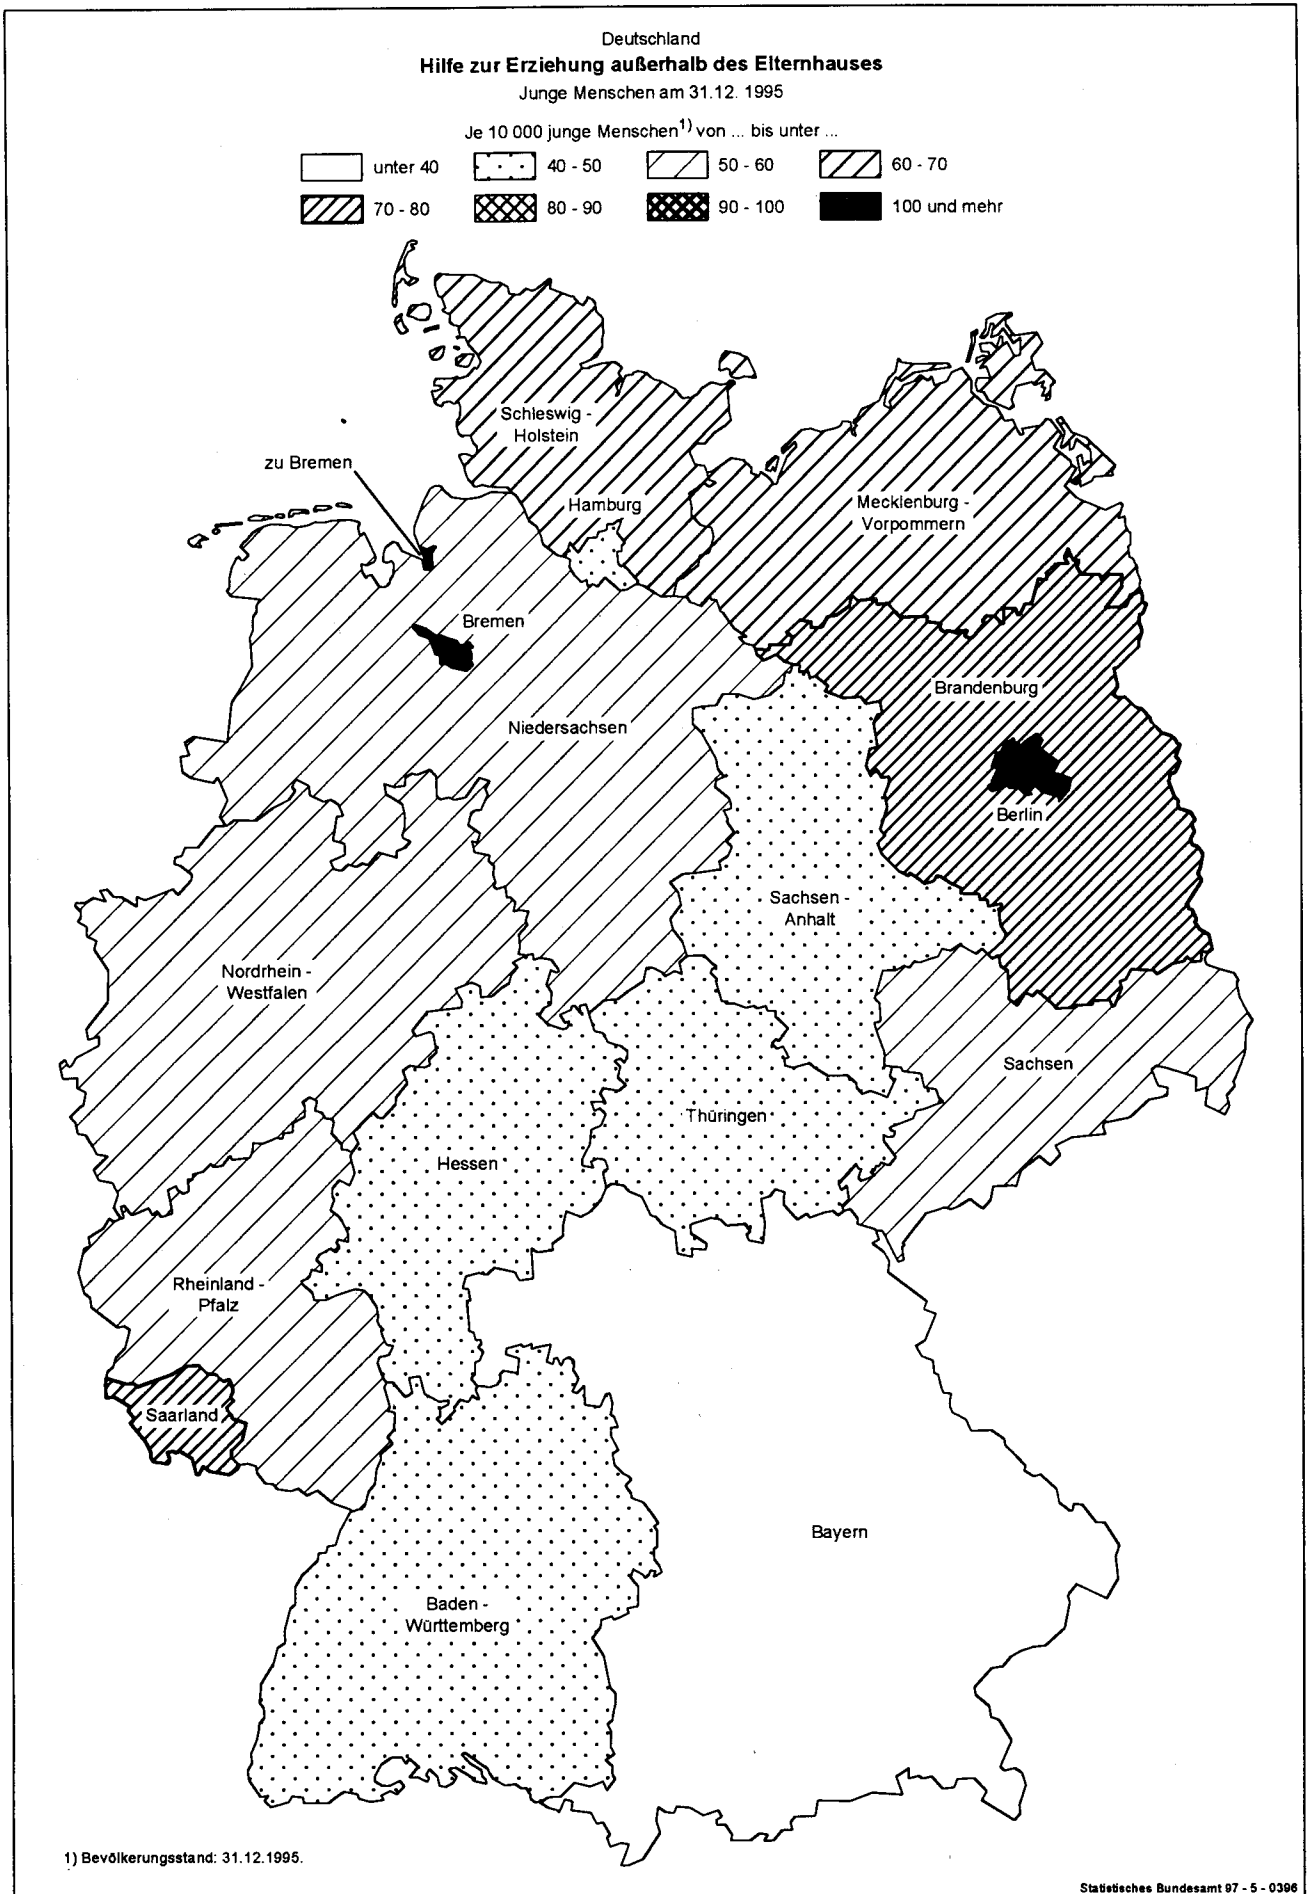 Deutschland
Hilfe zur Erziehung außerhalb des Elternhauses
Junge Menschen am 31.12. 1995
Je 10 000 junge Menschen1) von ... bis unter ...
unter 40
40 - 50
50 - 60
60 - 70
70 - 80
80 - 90
90 - 100
100 und mehr
Schleswig -
Holstein
zu Bremen
Hamburg
Mecklenburg -
Vorpommern
Bremen
Brandenburg
Niedersachsen
Berlin
Sachsen -
Anhalt
Nordrhein -
Westfalen
Sachsen
Thüringen
Hessen
Rheinland -
Pfalz
Saarland
Bayern
Baden -
Württemberg
1) Bevölkerungsstand: 31.12.1995.
Statistisches Bundesamt 97 - 5 - 0396